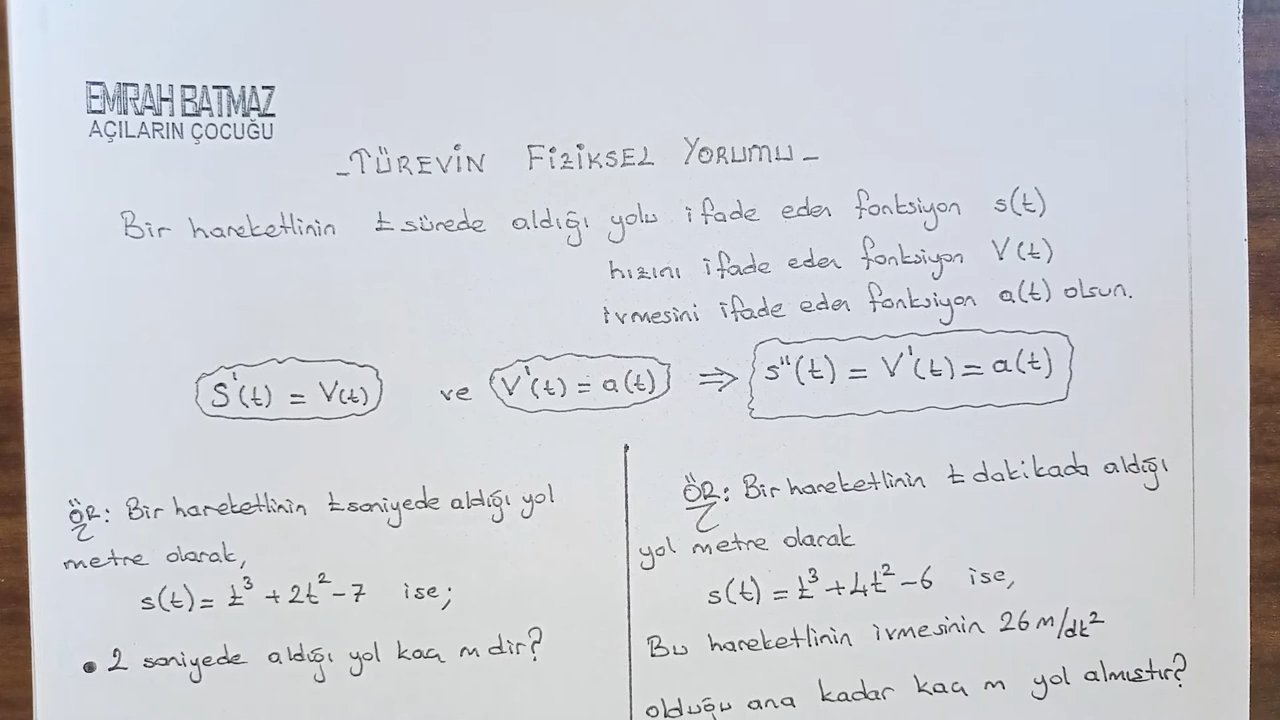 EMRAH BATMAZ
AÇILARIN ÇOCUĞU
-TÜREVİN FİZİKSEL YORUMU-
Bir hareketlinin t sürede aldığı yolu ifade eden fonksiyon s(t)
hızını ifade eden fonksiyon V(t)
ivmesini ifade eden fonksiyon a(t) olsun.
S'(t) = V(t) ve V'(t) = a(t) ⇒ s''(t) = V'(t) = a(t)
ÖR: Bir hareketlinin t saniyede aldığı yol
metre olarak,
s(t) = t³ + 2t² - 7 ise;
• 2 saniyede aldığı yol kaç m dir?
ÖR: Bir hareketlinin t dakikada aldığı
yol metre olarak
s(t) = t³ + 4t² - 6 ise,
Bu hareketlinin ivmesinin 26 m/dk²
olduğu ana kadar kaç m yol almıştır?